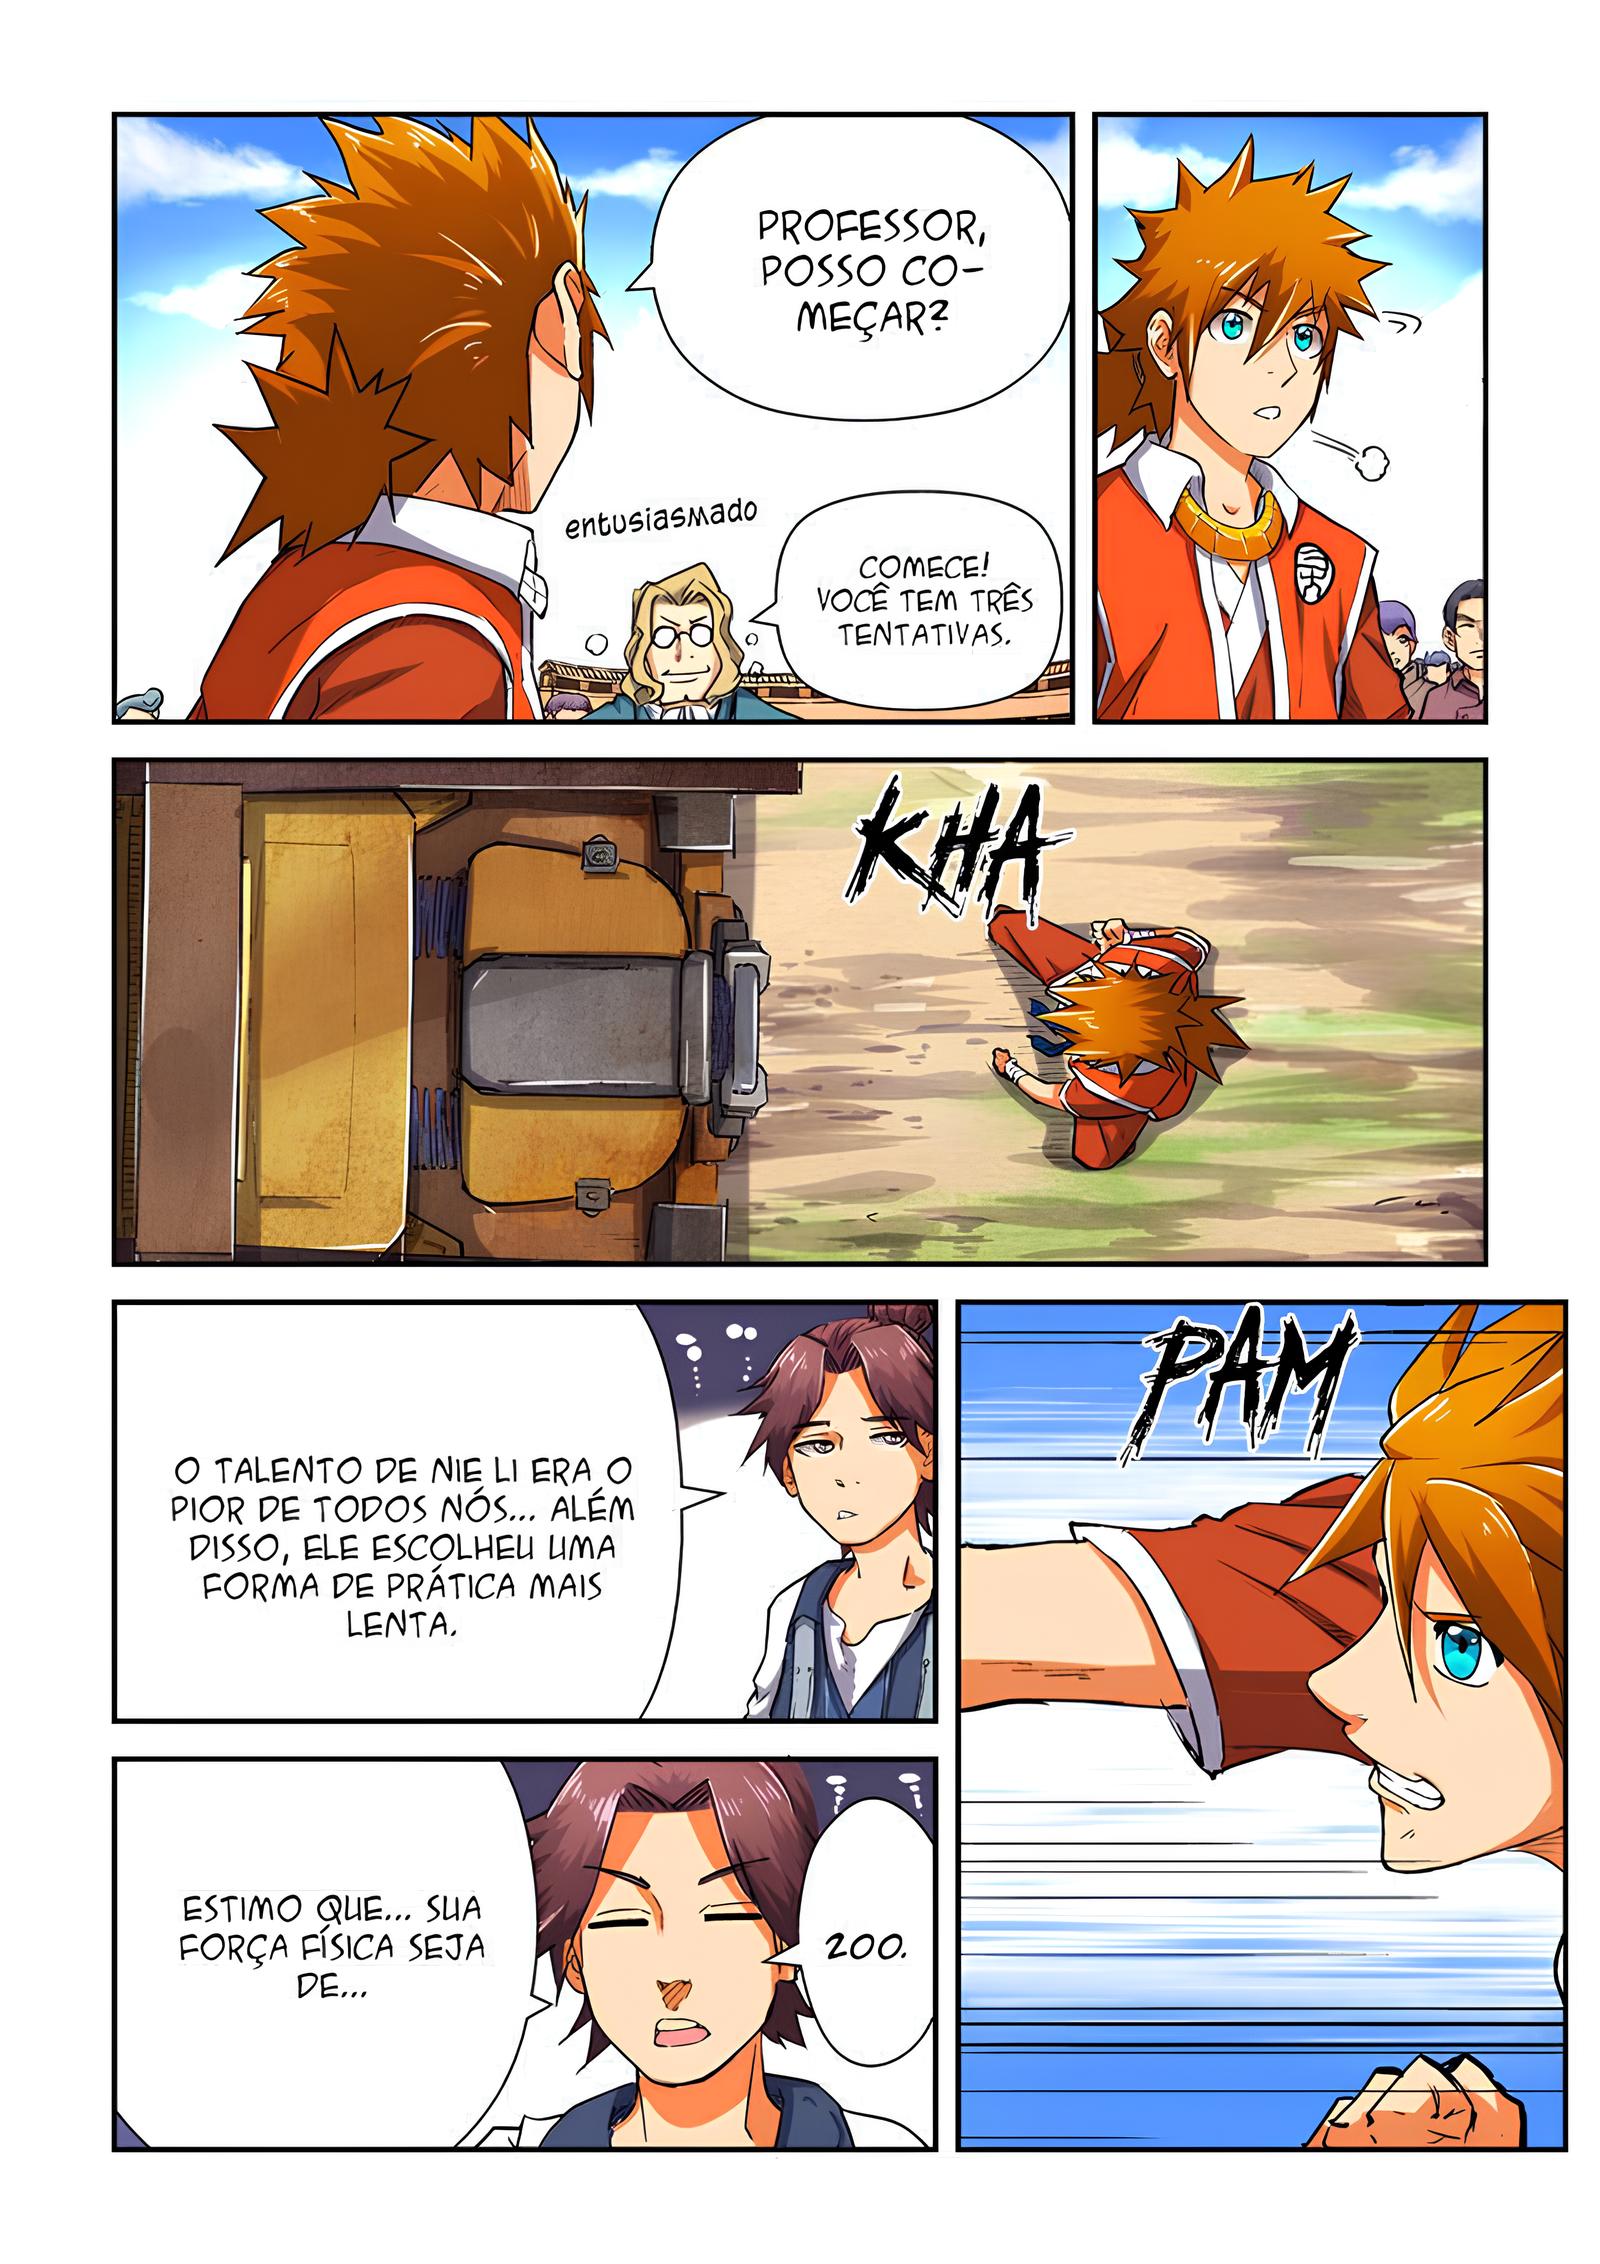 PROFESSOR,
POSSO CO-
MEÇAR?
entusiasmado
COMECE!
VOCÊ TEM TRÊS
TENTATIVAS.
KHA
O TALENTO DE NIE LI ERA O
PIOR DE TODOS NÓS... ALÉM
DISSO, ELE ESCOLHEU UMA
FORMA DE PRÁTICA MAIS
LENTA.
PAM
ESTIMO QUE... SUA
FORÇA FÍSICA SEJA
DE...
200.